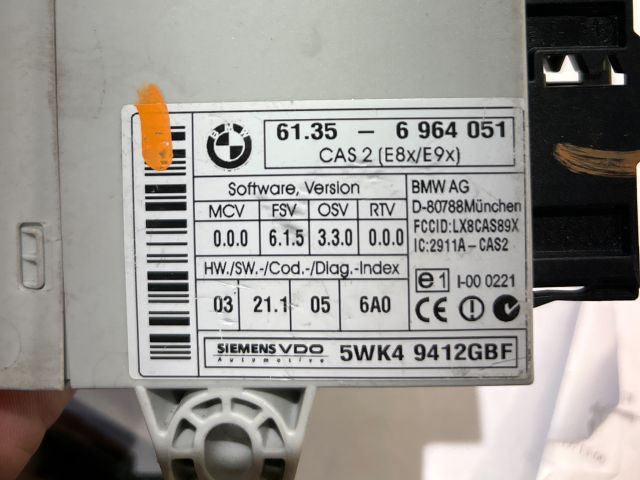 BMW
61.35 – 6 964 051
CAS 2 (E8x/E9x)
Software, Version
MCV FSV OSV RTV
0.0.0 6.1.5 3.3.0 0.0.0
HW./SW.-/Cod.-/Diag.-Index
03 21.1 05 6A0
SIEMENS VDO
Automotive
5WK4 9412GBF
BMW AG
D-80788München
FCCID:LX8CAS89X
IC:2911A–CAS2
e1 I-00 0221
CE